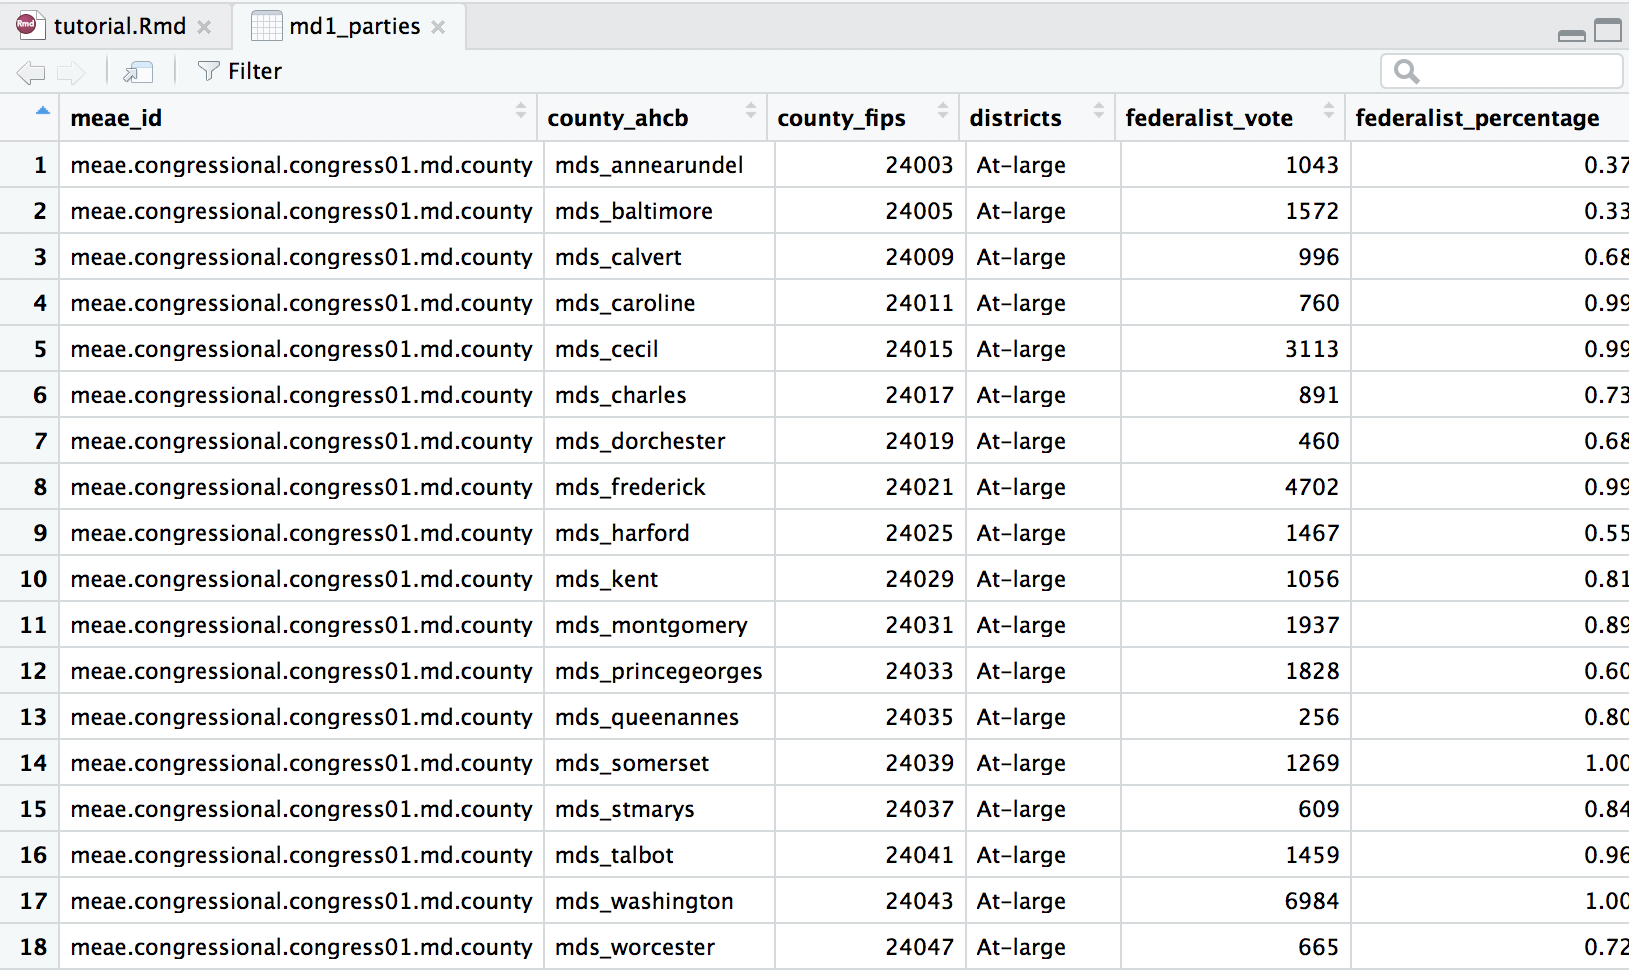 Rmd tutorial.Rmd md1_parties
Filter
meae_id county_ahcb county_fips districts federalist_vote federalist_percentage
1 meae.congressional.congress01.md.county mds_annearundel 24003 At-large 1043 0.37
2 meae.congressional.congress01.md.county mds_baltimore 24005 At-large 1572 0.33
3 meae.congressional.congress01.md.county mds_calvert 24009 At-large 996 0.68
4 meae.congressional.congress01.md.county mds_caroline 24011 At-large 760 0.99
5 meae.congressional.congress01.md.county mds_cecil 24015 At-large 3113 0.99
6 meae.congressional.congress01.md.county mds_charles 24017 At-large 891 0.73
7 meae.congressional.congress01.md.county mds_dorchester 24019 At-large 460 0.68
8 meae.congressional.congress01.md.county mds_frederick 24021 At-large 4702 0.99
9 meae.congressional.congress01.md.county mds_harford 24025 At-large 1467 0.55
10 meae.congressional.congress01.md.county mds_kent 24029 At-large 1056 0.81
11 meae.congressional.congress01.md.county mds_montgomery 24031 At-large 1937 0.89
12 meae.congressional.congress01.md.county mds_princegeorges 24033 At-large 1828 0.60
13 meae.congressional.congress01.md.county mds_queenannes 24035 At-large 256 0.80
14 meae.congressional.congress01.md.county mds_somerset 24039 At-large 1269 1.00
15 meae.congressional.congress01.md.county mds_stmarys 24037 At-large 609 0.84
16 meae.congressional.congress01.md.county mds_talbot 24041 At-large 1459 0.96
17 meae.congressional.congress01.md.county mds_washington 24043 At-large 6984 1.00
18 meae.congressional.congress01.md.county mds_worcester 24047 At-large 665 0.72